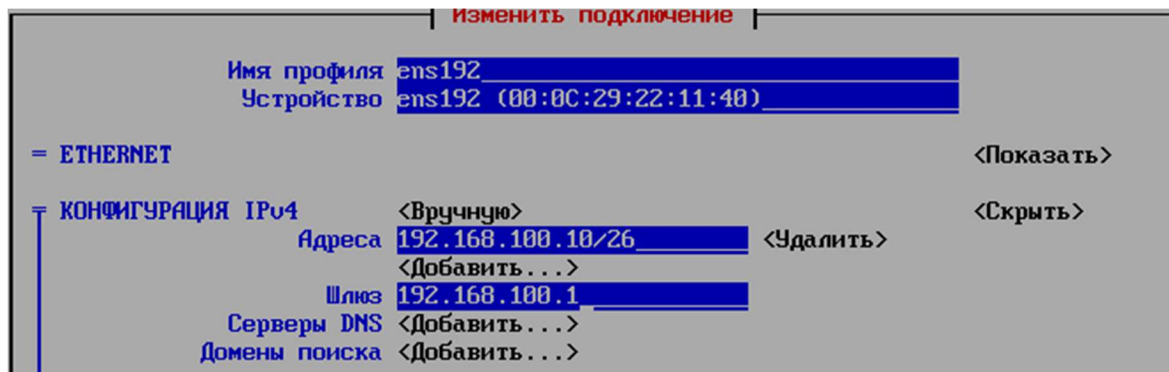 Изменить подключение
Имя профиля ens192
Устройство ens192 (00:0C:29:22:11:40)
= ETHERNET <Показать>
= КОНФИГУРАЦИЯ IPv4 <Вручную> <Скрыть>
Адреса 192.168.100.10/26 <Удалить>
<Добавить...>
Шлюз 192.168.100.1
Серверы DNS <Добавить...>
Домены поиска <Добавить...>